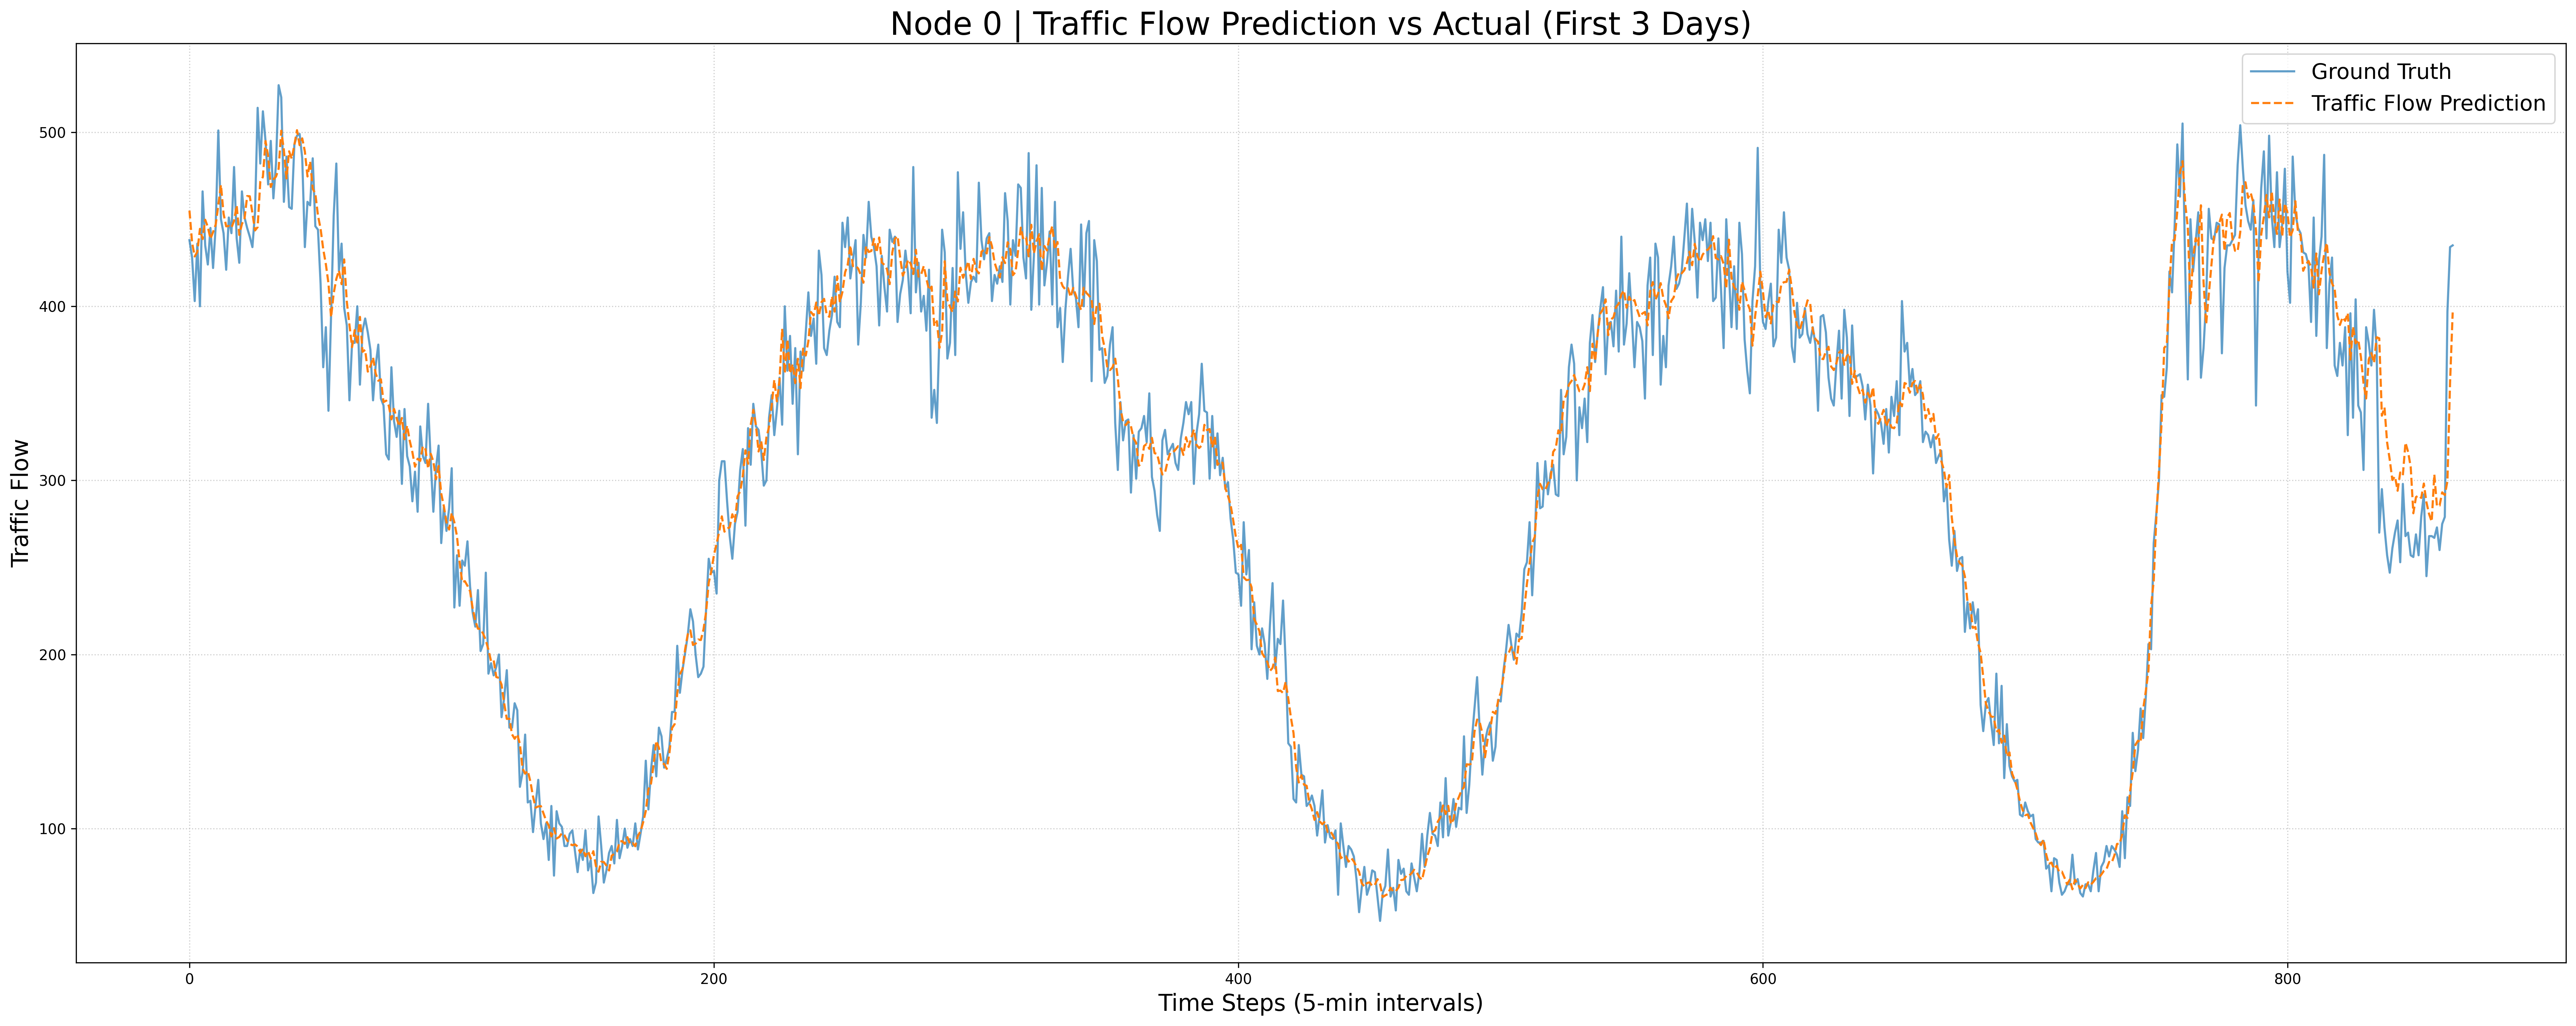 Node 0 | Traffic Flow Prediction vs Actual (First 3 Days)
Ground Truth
Traffic Flow Prediction
Traffic Flow
500
400
300
200
100
0 200 400 600 800
Time Steps (5-min intervals)